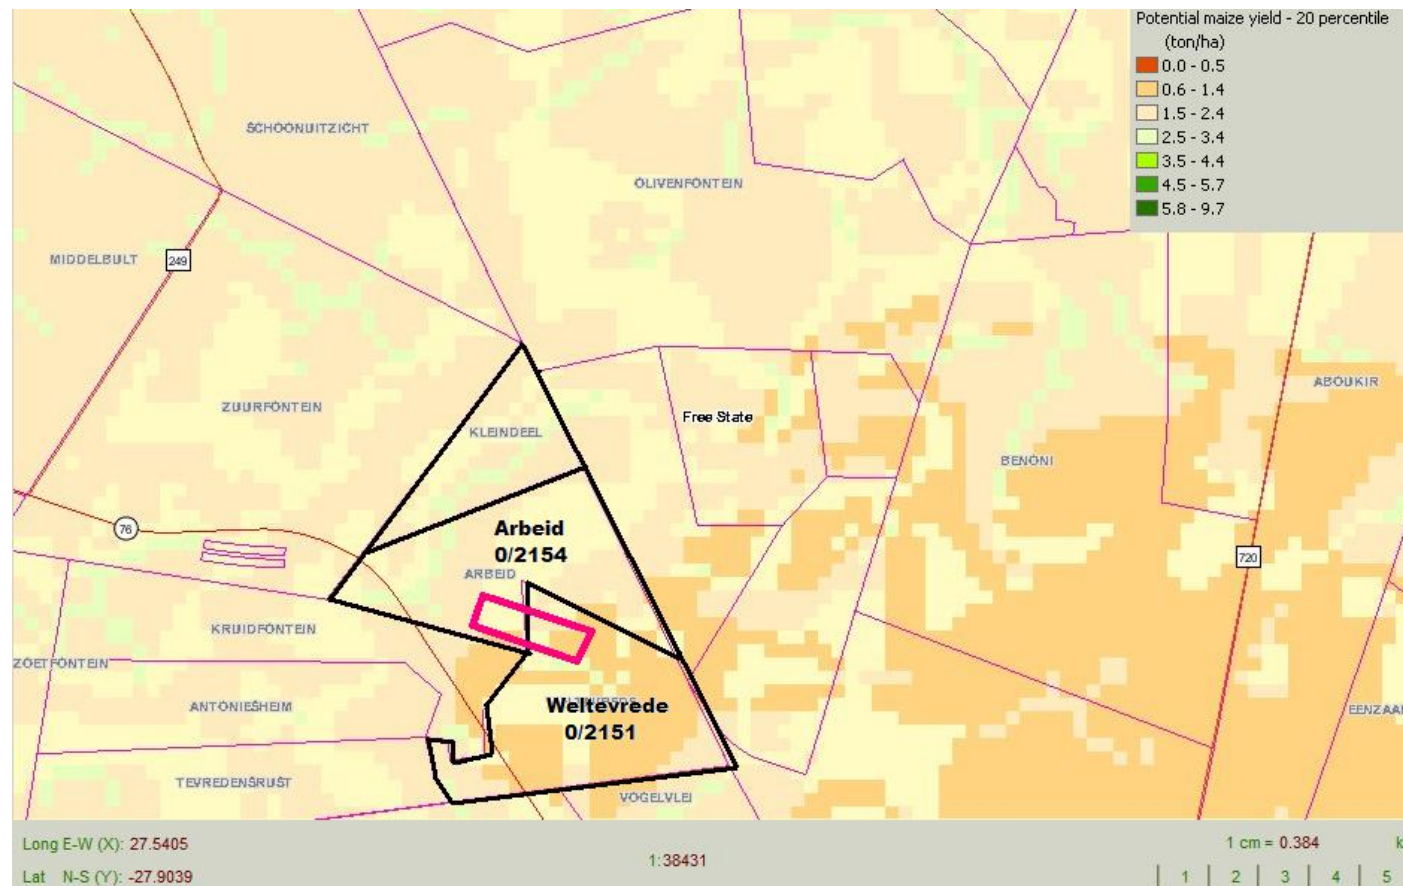 Potential maize yield - 20 percentile
(ton/ha)
0.0 - 0.5
0.6 - 1.4
1.5 - 2.4
2.5 - 3.4
3.5 - 4.4
4.5 - 5.7
5.8 - 9.7
SCHOONUITZICHT
OLIVENFONTEIN
MIDDELBULT
249
ABOUKIR
ZUURFONTEIN
Free State
KLEINDEEL
BENONI
76
Arbeid
0/2154
720
ARBEID
KRUIDFONTEIN
ZOETFONTEIN
ANTONIESHEIM
Weltevrede
0/2151
EENZAA
TEVREDENSRUST
VOGELVLEI
Long E-W (X): 27.5405
1 cm = 0.384 k
1:38431
Lat N-S (Y): -27.9039
1 2 3 4 5